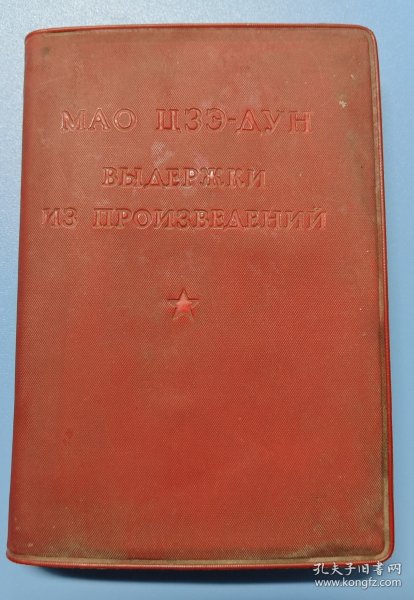 МАО ЦЗЭ-ДУН
ВЫДЕРЖКИ
ИЗ ПРОИЗВЕДЕНИЙ
孔夫子旧书网
www.kongfz.com